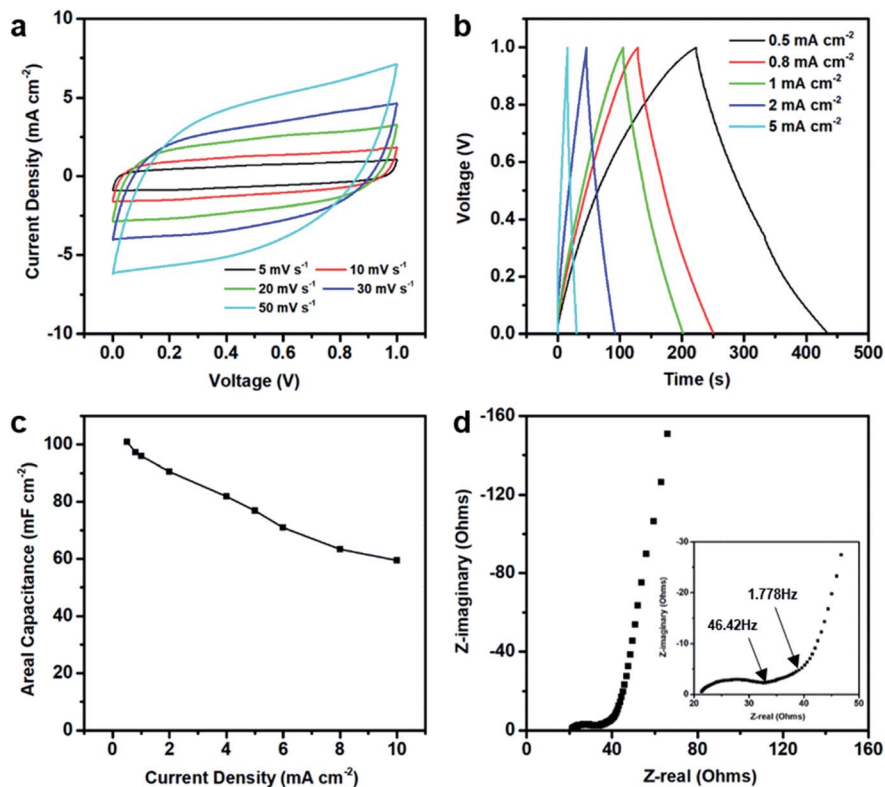 a
10
5
0
-5
-10
Current Density (mA cm⁻²)
5 mV s⁻¹ 10 mV s⁻¹
20 mV s⁻¹ 30 mV s⁻¹
50 mV s⁻¹
0.0 0.2 0.4 0.6 0.8 1.0
Voltage (V)
b
1.0
0.8
0.6
0.4
0.2
0.0
Voltage (V)
0.5 mA cm⁻²
0.8 mA cm⁻²
1 mA cm⁻²
2 mA cm⁻²
5 mA cm⁻²
0 100 200 300 400 500
Time (s)
c
100
80
60
40
20
0
Areal Capacitance (mF cm⁻²)
0 2 4 6 8 10
Current Density (mA cm⁻²)
d
-160
-120
-80
-40
0
Z-imaginary (Ohms)
-30
-20
-10
0
Z-imaginary (Ohms)
1.778Hz
46.42Hz
20 30 40 50
Z-real (Ohms)
0 40 80 120 160
Z-real (Ohms)